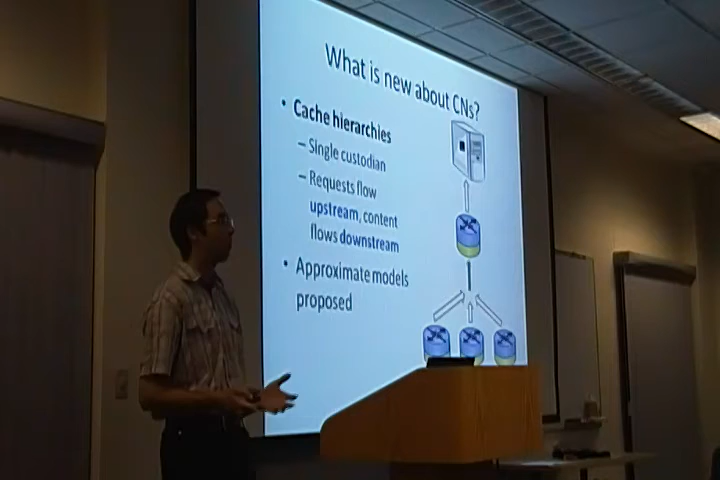 What is new about CNs?
• Cache hierarchies
– Single custodian
– Requests flow
upstream, content
flows downstream
• Approximate models
proposed